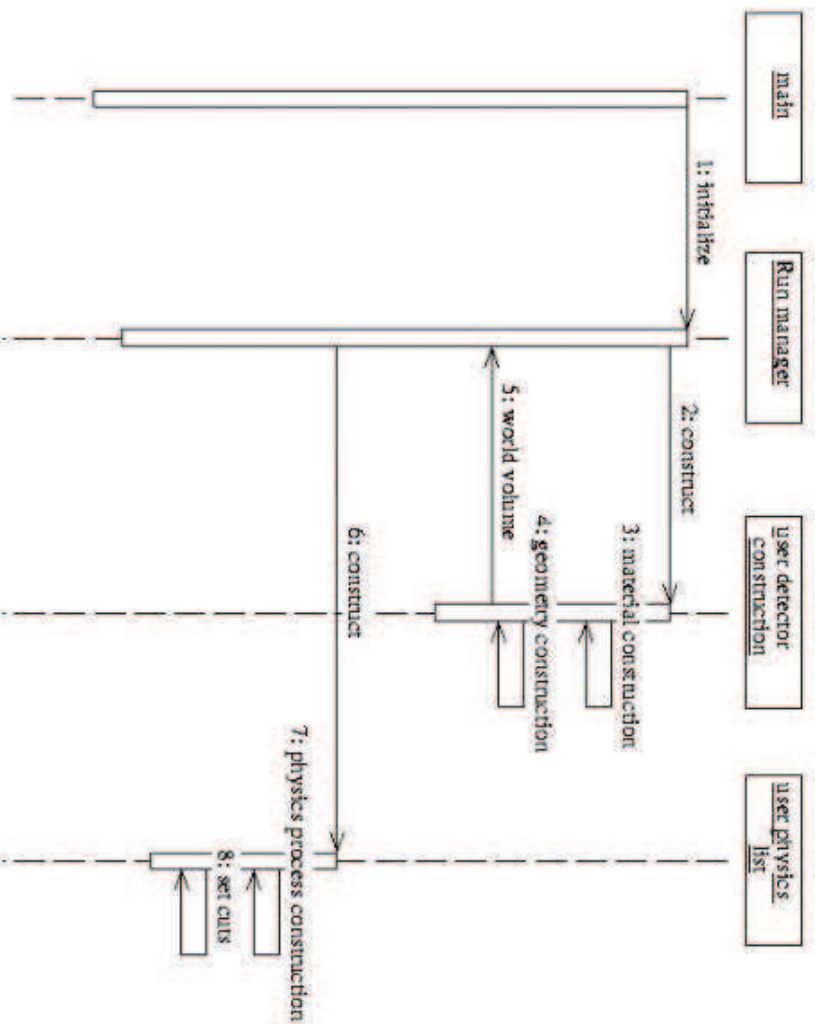 main
Run manager
user detector
construction
user physics
list
1: initialize
2: construct
3: material construction
4: geometry construction
5: world volume
6: construct
7: physics process construction
8: set cuts